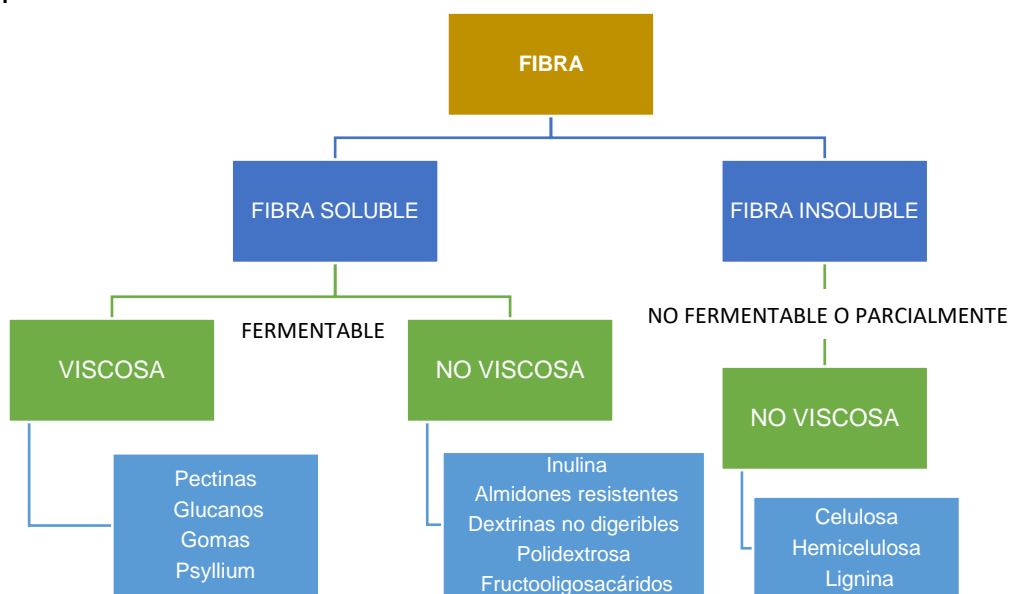 FIBRA
FIBRA SOLUBLE
FIBRA INSOLUBLE
FERMENTABLE
NO FERMENTABLE O PARCIALMENTE
VISCOSA
NO VISCOSA
NO VISCOSA
Pectinas
Glucanos
Gomas
Psyllium
Inulina
Almidones resistentes
Dextrinas no digeribles
Polidextrosa
Fructooligosacáridos
Celulosa
Hemicelulosa
Lignina